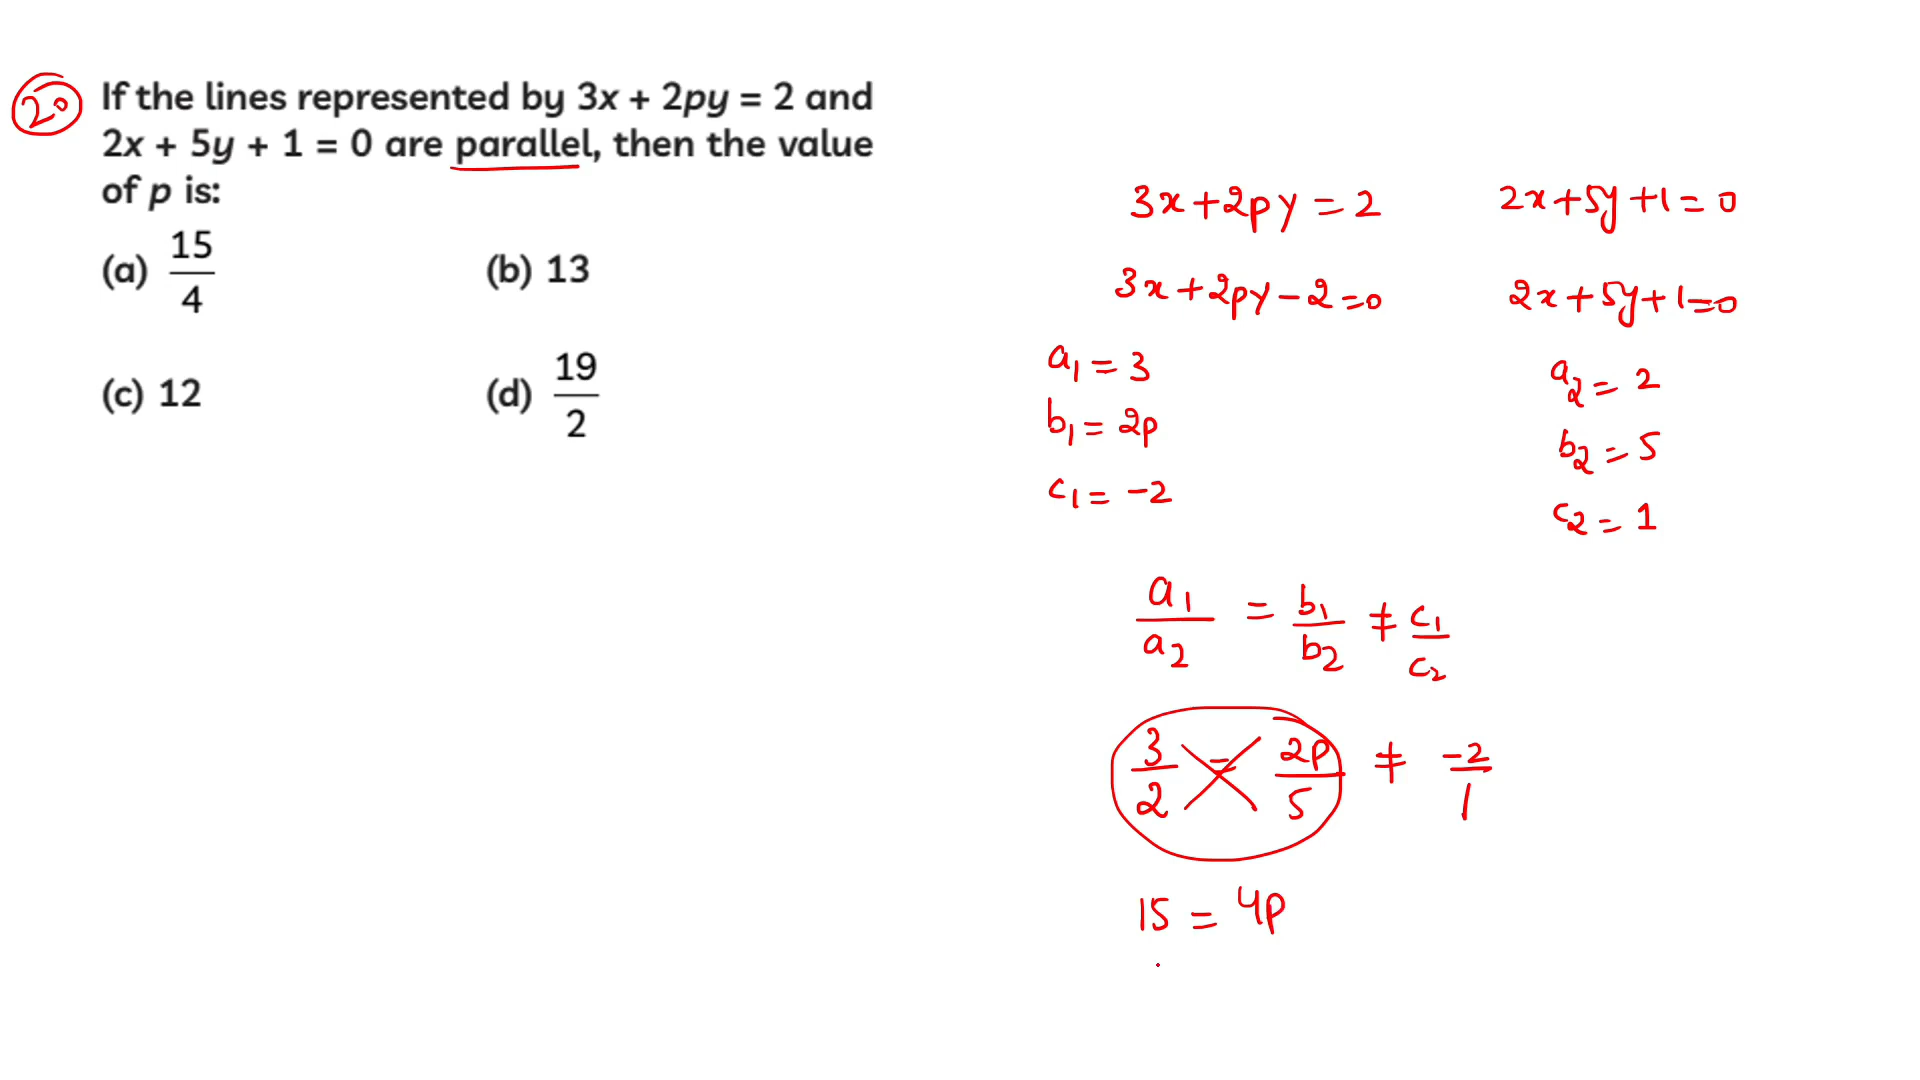 20 If the lines represented by 3x + 2py = 2 and
2x + 5y + 1 = 0 are parallel, then the value
of p is:
(a) 15/4 (b) 13
(c) 12 (d) 19/2
3x+2py=2 2x+5y+1=0
3x+2py-2=0 2x+5y+1=0
a₁=3 a₂=2
b₁=2p b₂=5
c₁=-2 c₂=1
a₁/a₂ = b₁/b₂ ≠ c₁/c₂
3/2 = 2p/5 ≠ -2/1
15 = 4p